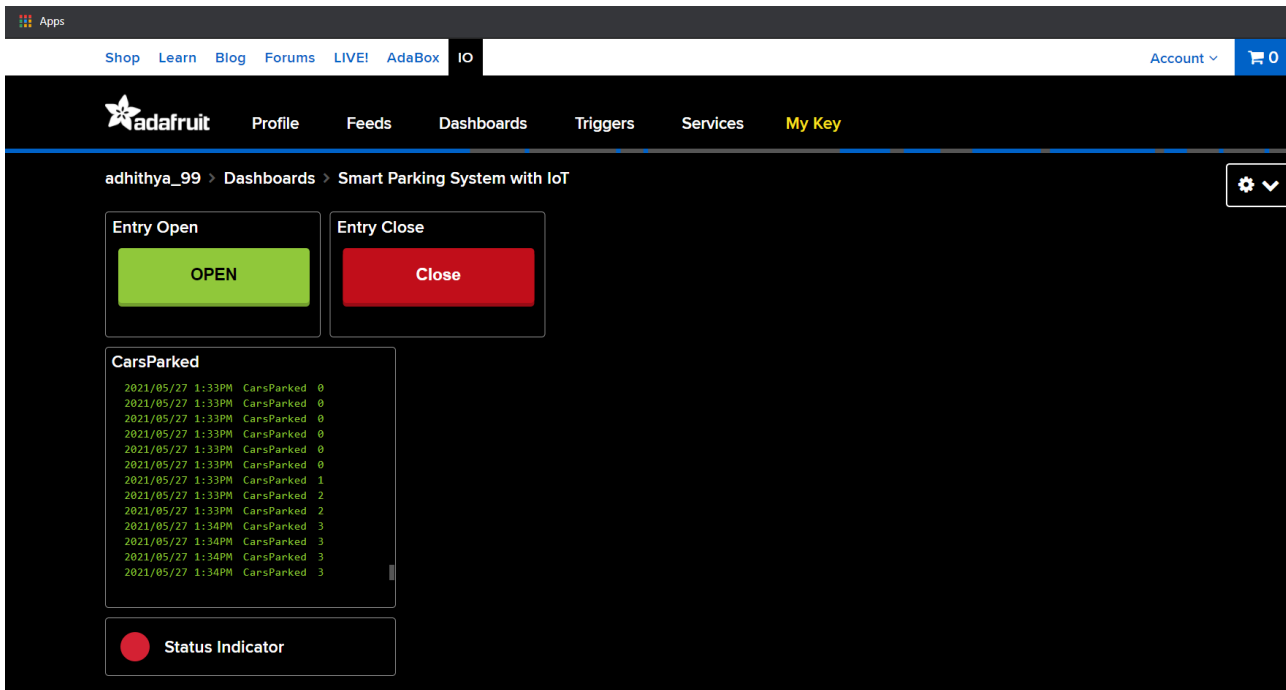 Apps
Shop Learn Blog Forums LIVE! AdaBox IO Account 0
adafruit Profile Feeds Dashboards Triggers Services My Key
adhithya_99 > Dashboards > Smart Parking System with IoT
Entry Open Entry Close
OPEN Close
CarsParked
2021/05/27 1:33PM CarsParked 0
2021/05/27 1:33PM CarsParked 0
2021/05/27 1:33PM CarsParked 0
2021/05/27 1:33PM CarsParked 0
2021/05/27 1:33PM CarsParked 0
2021/05/27 1:33PM CarsParked 0
2021/05/27 1:33PM CarsParked 1
2021/05/27 1:33PM CarsParked 2
2021/05/27 1:33PM CarsParked 2
2021/05/27 1:34PM CarsParked 3
2021/05/27 1:34PM CarsParked 3
2021/05/27 1:34PM CarsParked 3
2021/05/27 1:34PM CarsParked 3
Status Indicator